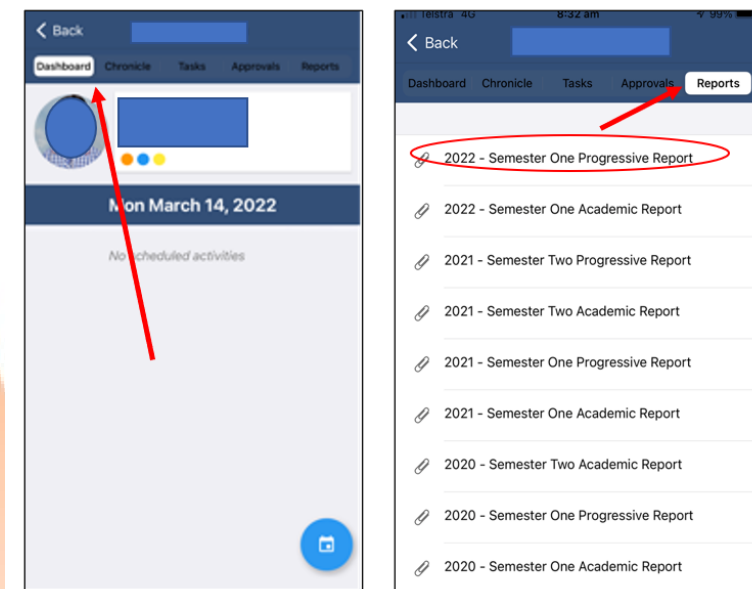 Back
Dashboard Chronicle Tasks Approvals Reports
Mon March 14, 2022
No scheduled activities
Telstra 4G 8:32 am 99%
Back
Dashboard Chronicle Tasks Approvals Reports
2022 - Semester One Progressive Report
2022 - Semester One Academic Report
2021 - Semester Two Progressive Report
2021 - Semester Two Academic Report
2021 - Semester One Progressive Report
2021 - Semester One Academic Report
2020 - Semester Two Academic Report
2020 - Semester One Progressive Report
2020 - Semester One Academic Report